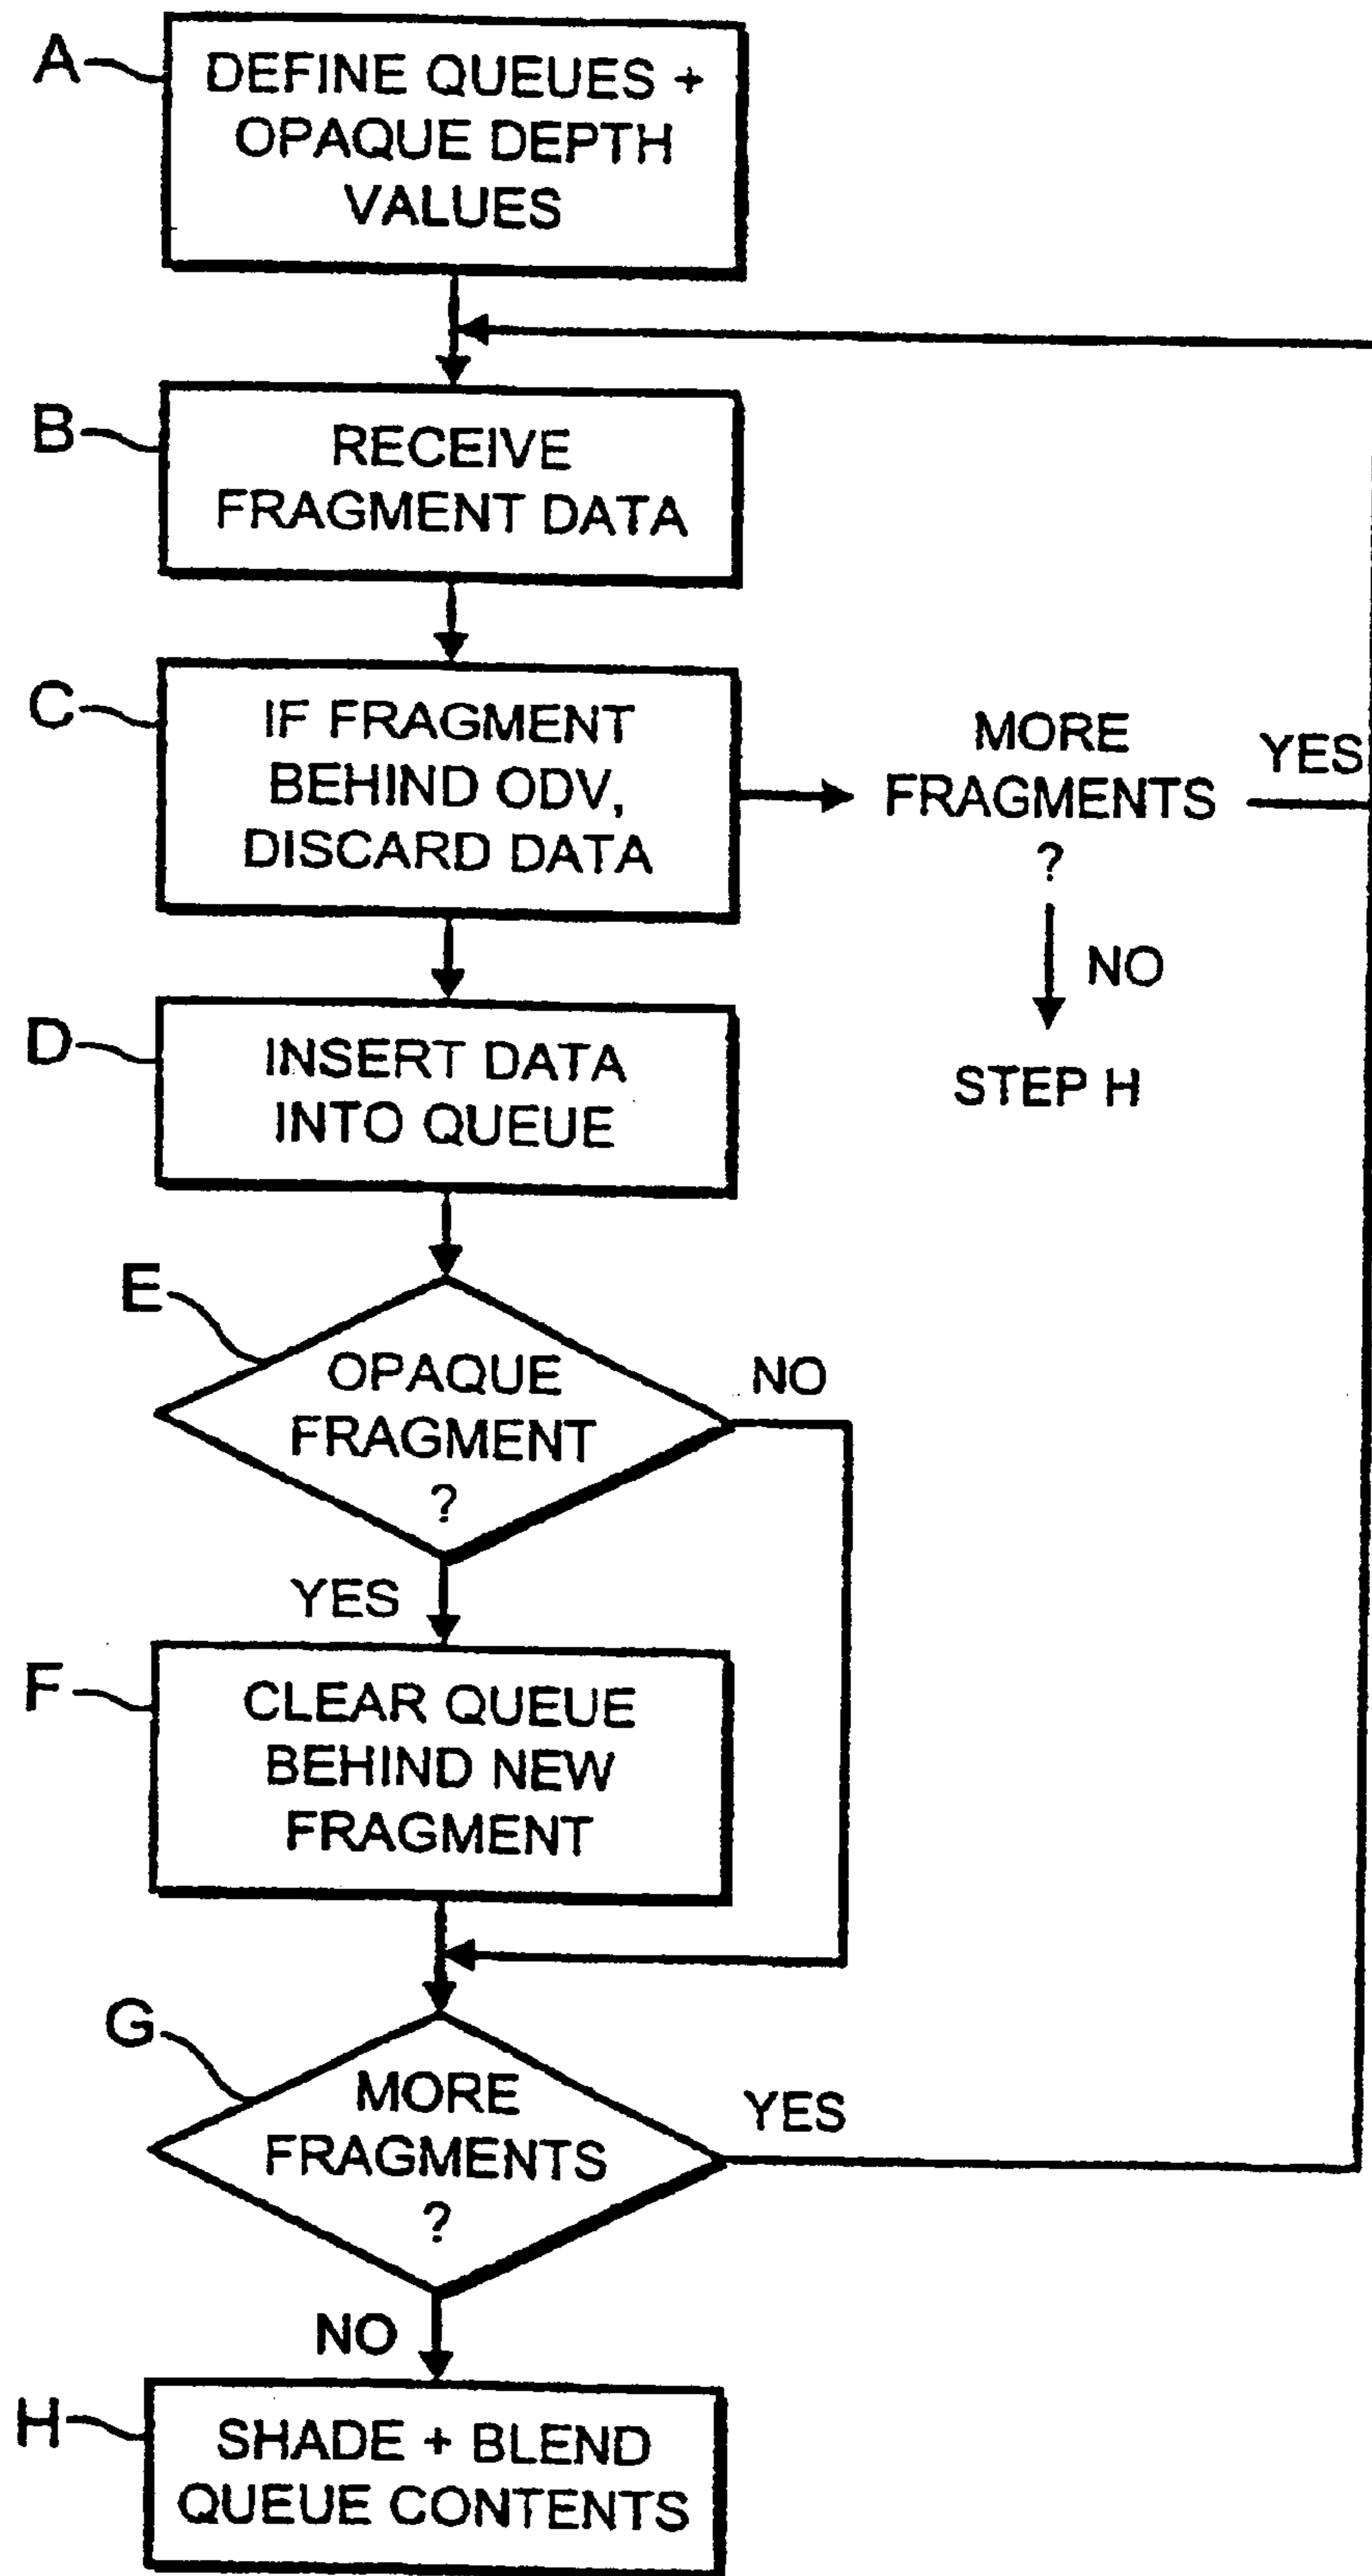 A
DEFINE QUEUES +
OPAQUE DEPTH
VALUES
B
RECEIVE
FRAGMENT DATA
C
IF FRAGMENT
BEHIND ODV,
DISCARD DATA
MORE
FRAGMENTS
?
YES
NO
STEP H
D
INSERT DATA
INTO QUEUE
E
OPAQUE
FRAGMENT
?
NO
YES
F
CLEAR QUEUE
BEHIND NEW
FRAGMENT
G
MORE
FRAGMENTS
?
YES
NO
H
SHADE + BLEND
QUEUE CONTENTS